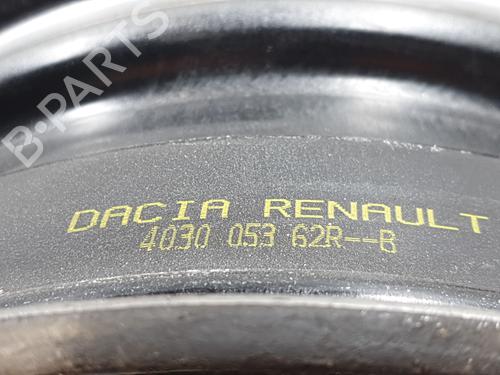 B-PARTS
DACIA RENAULT
4030 053 62R--B